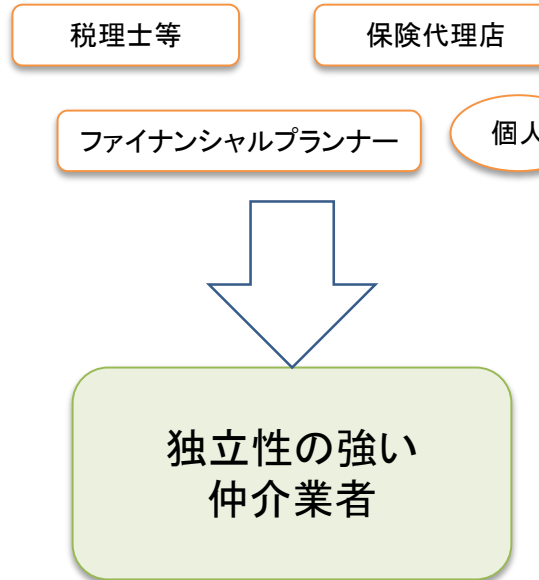 税理士等
保険代理店
ファイナンシャルプランナー
個人
独立性の強い
仲介業者